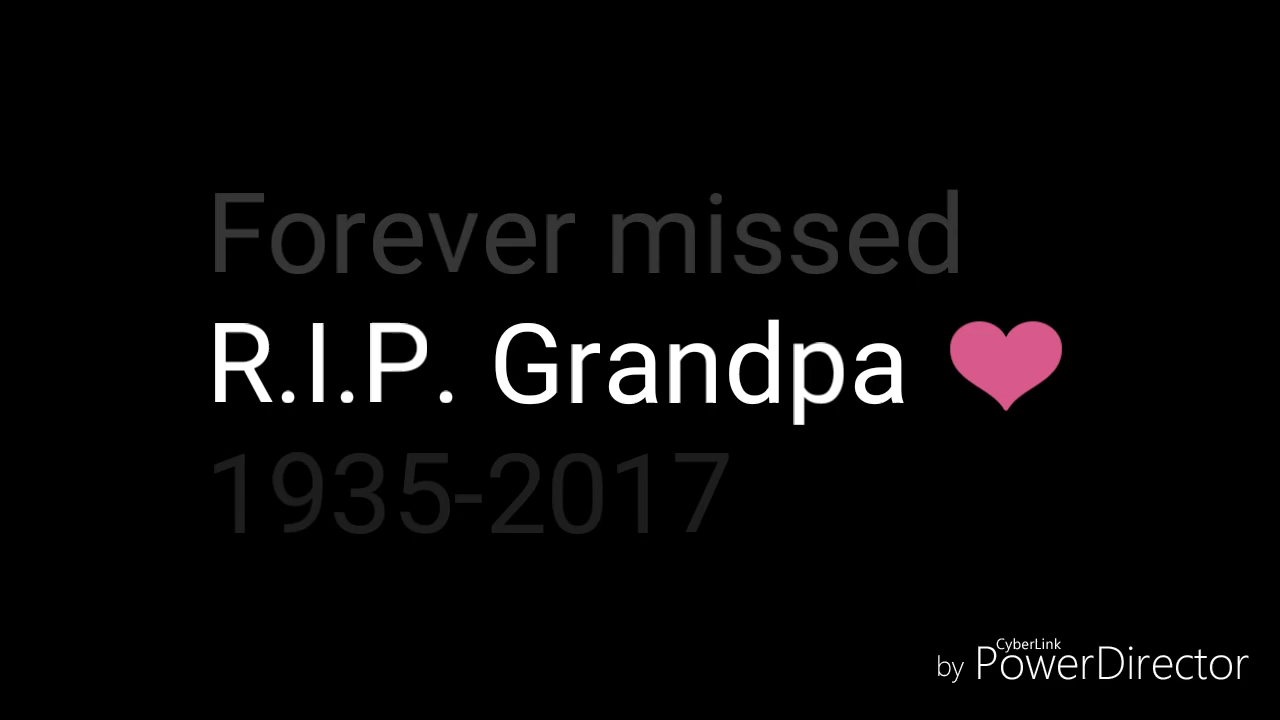 Forever missed
R.I.P. Grandpa ❤
1935-2017
by CyberLink PowerDirector